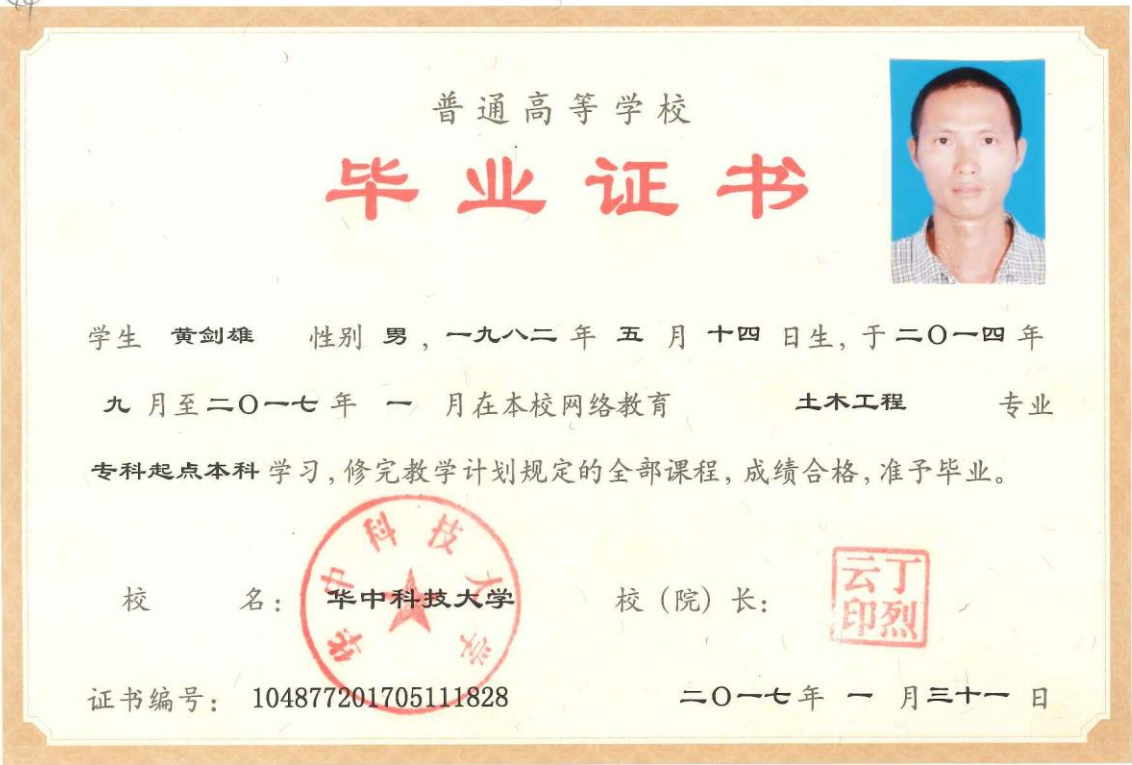 普通高等学校
毕业证书
学生 黄剑雄 性别 男，一九八二 年 五 月 十四 日生，于二〇一四 年
九 月至二〇一七 年 一 月在本校网络教育 土木工程 专业
专科起点本科 学习，修完教学计划规定的全部课程，成绩合格，准予毕业。
华中科技大学
校 名： 华中科技大学 校（院）长： 丁烈云印
证书编号： 104877201705111828 二〇一七 年 一 月三十一 日